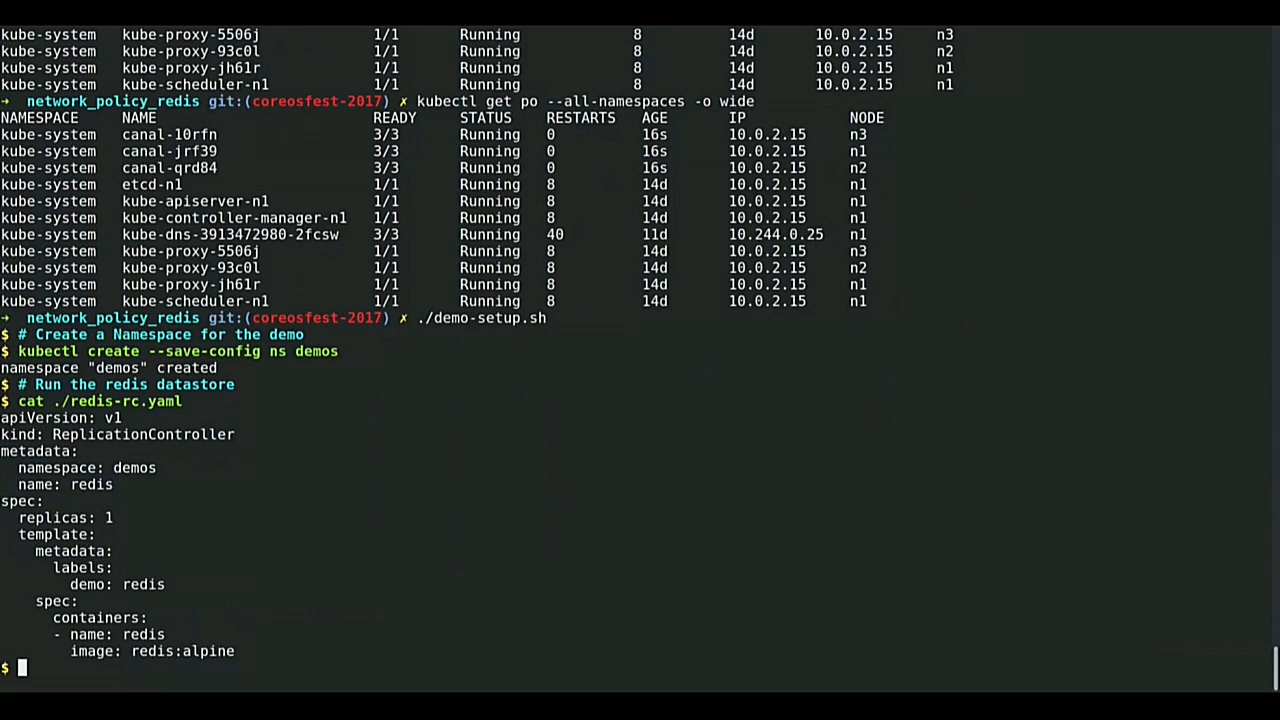 kube-system   kube-proxy-5506j             1/1       Running             8          14d       10.0.2.15     n3
kube-system   kube-proxy-93c0l             1/1       Running             8          14d       10.0.2.15     n2
kube-system   kube-proxy-jh61r             1/1       Running             8          14d       10.0.2.15     n1
kube-system   kube-scheduler-n1            1/1       Running             8          14d       10.0.2.15     n1
➜  network_policy_redis git:(coreosfest-2017) ✗ kubectl get po --all-namespaces -o wide
NAMESPACE     NAME                         READY     STATUS    RESTARTS   AGE       IP            NODE
kube-system   canal-10rfn                  3/3       Running   0          16s       10.0.2.15     n3
kube-system   canal-jrf39                  3/3       Running   0          16s       10.0.2.15     n1
kube-system   canal-qrd84                  3/3       Running   0          16s       10.0.2.15     n2
kube-system   etcd-n1                      1/1       Running   8          14d       10.0.2.15     n1
kube-system   kube-apiserver-n1            1/1       Running   8          14d       10.0.2.15     n1
kube-system   kube-controller-manager-n1   1/1       Running   8          14d       10.0.2.15     n1
kube-system   kube-dns-3913472980-2fcsw    3/3       Running   40         11d       10.244.0.25   n1
kube-system   kube-proxy-5506j             1/1       Running   8          14d       10.0.2.15     n3
kube-system   kube-proxy-93c0l             1/1       Running   8          14d       10.0.2.15     n2
kube-system   kube-proxy-jh61r             1/1       Running   8          14d       10.0.2.15     n1
kube-system   kube-scheduler-n1            1/1       Running   8          14d       10.0.2.15     n1
➜  network_policy_redis git:(coreosfest-2017) ✗ ./demo-setup.sh
$ # Create a Namespace for the demo
$ kubectl create --save-config ns demos
namespace "demos" created
$ # Run the redis datastore
$ cat ./redis-rc.yaml
apiVersion: v1
kind: ReplicationController
metadata:
  namespace: demos
  name: redis
spec:
  replicas: 1
  template:
    metadata:
      labels:
        demo: redis
    spec:
      containers:
      - name: redis
        image: redis:alpine
$